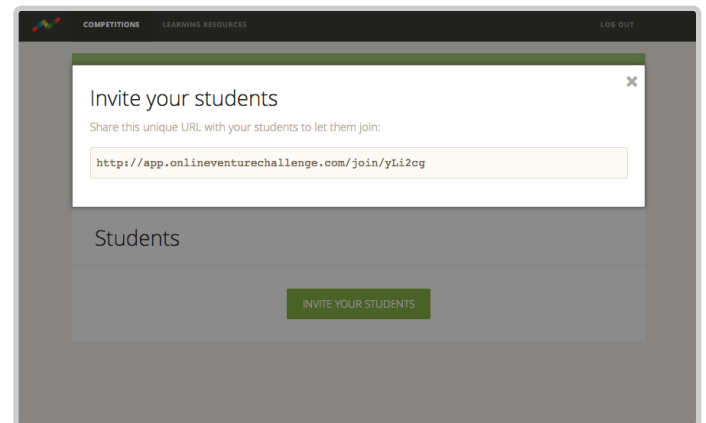 COMPETITIONS LEARNING RESOURCES LOG OUT
Invite your students
Share this unique URL with your students to let them join:
http://app.onlineventurechallenge.com/join/yLi2cg
Students
INVITE YOUR STUDENTS